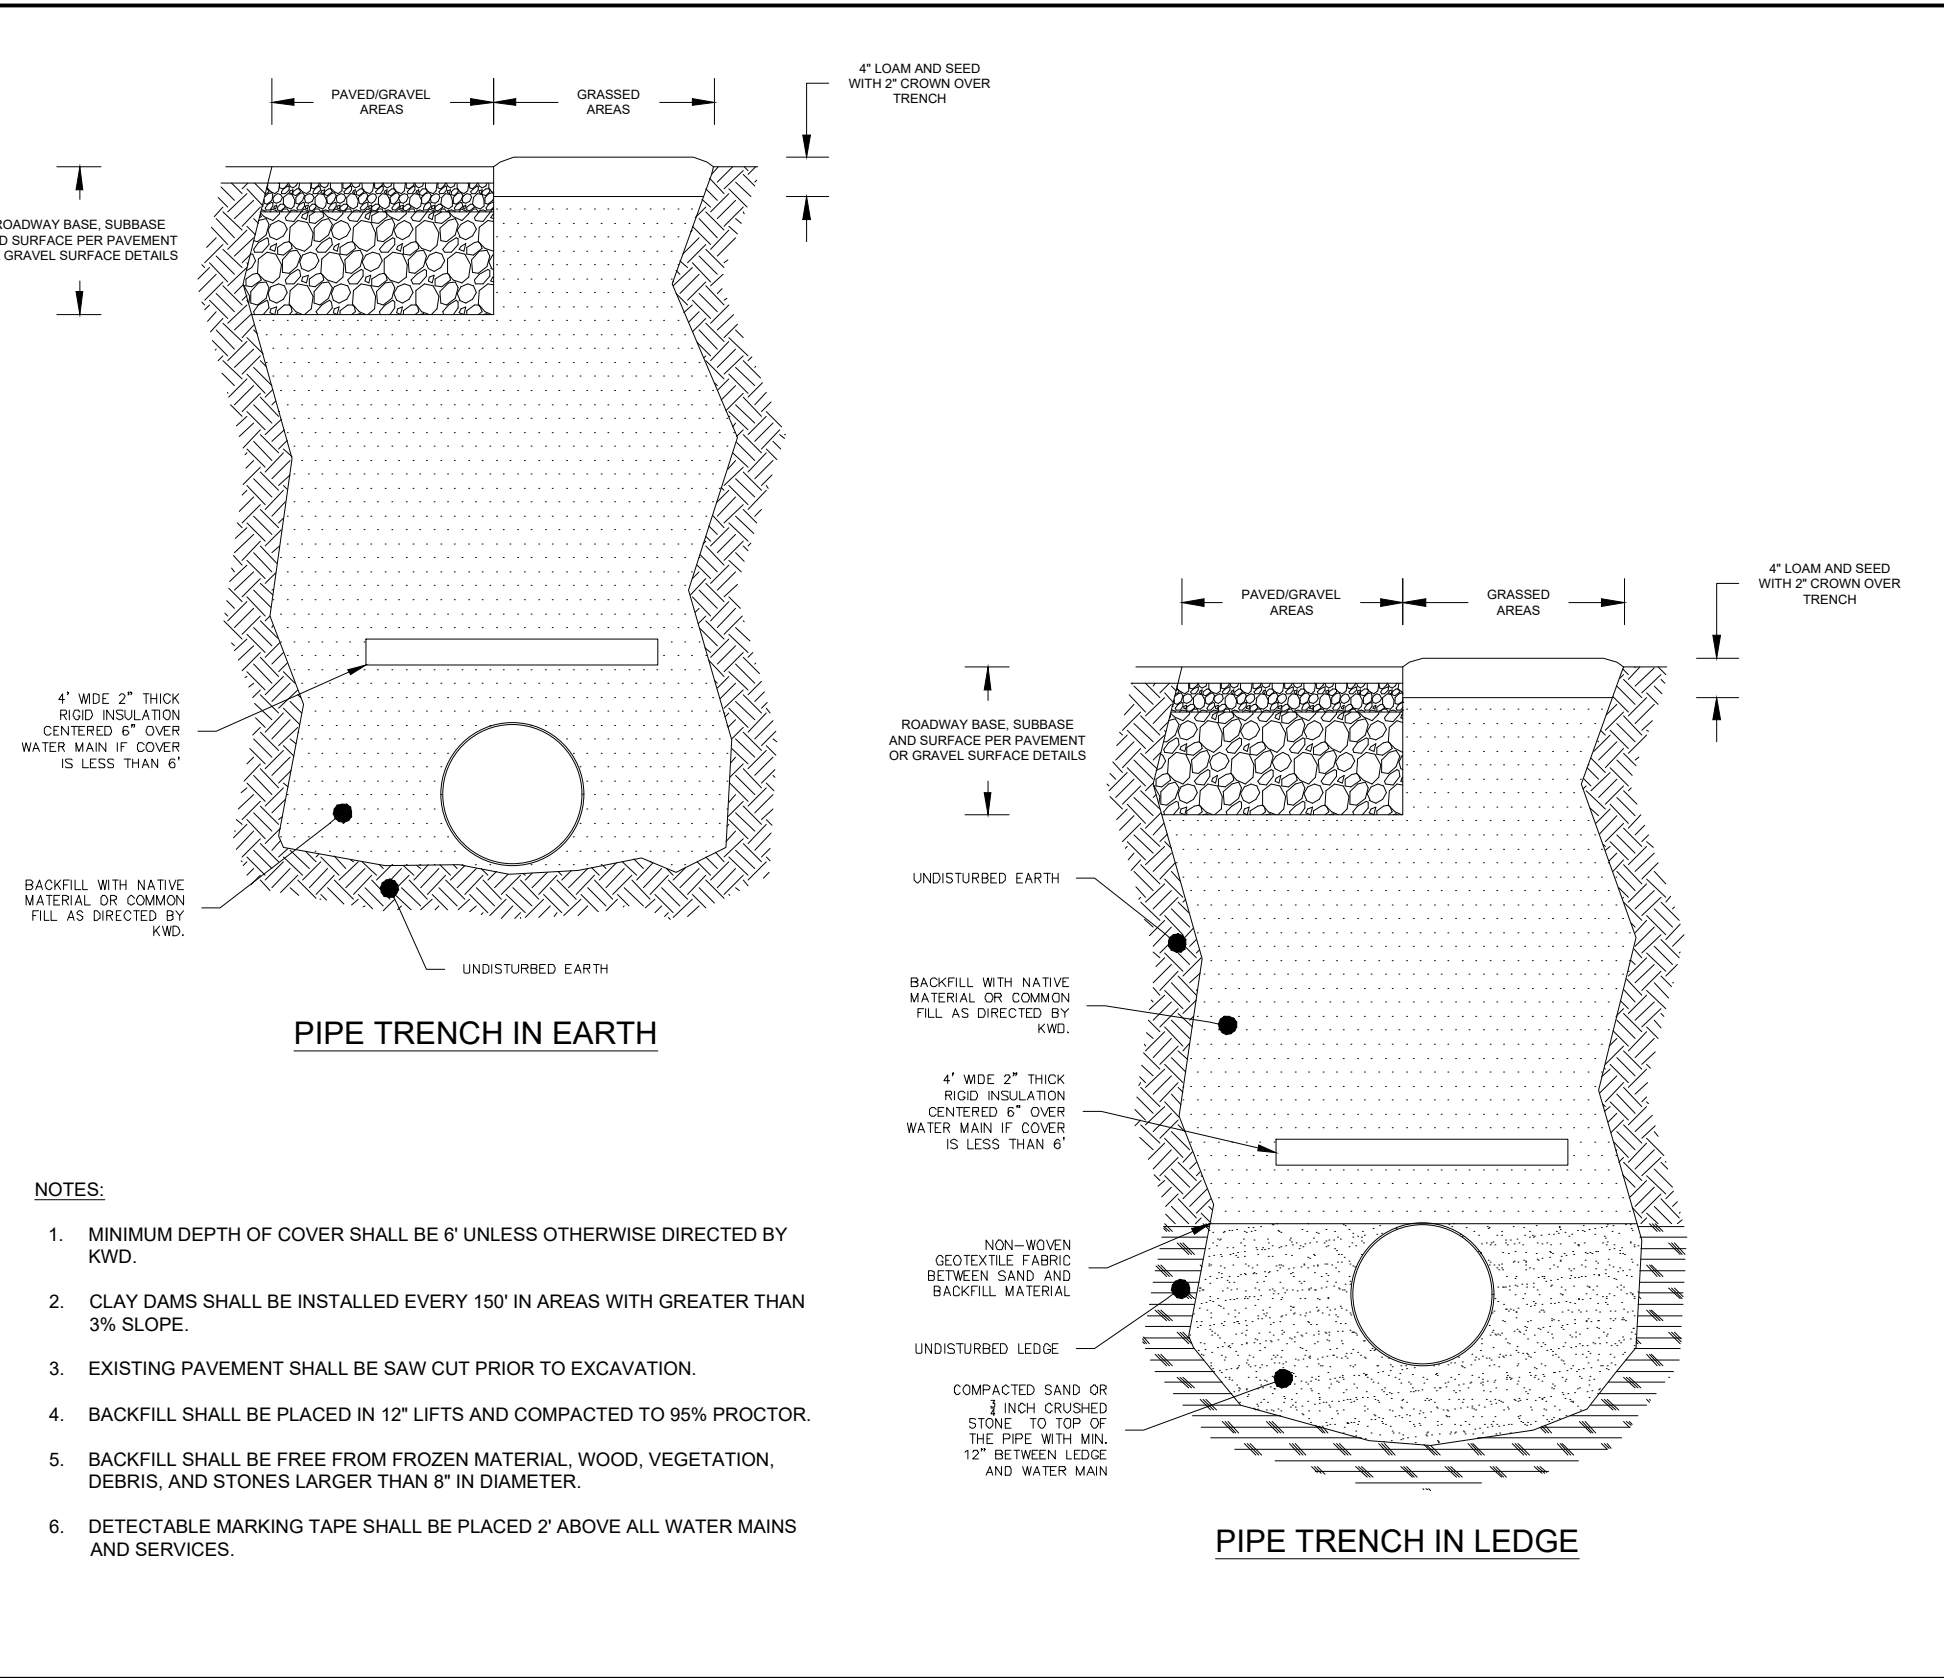 PAVED/GRAVEL
AREAS
GRASSED
AREAS
4" LOAM AND SEED
WITH 2" CROWN OVER
TRENCH
BASE, SUBBASE
SURFACE PER PAVEMENT
GRAVEL SURFACE DETAILS
4' WIDE 2" THICK
RIGID INSULATION
CENTERED 6" OVER
WATER MAIN IF COVER
IS LESS THAN 6'
BACKFILL WITH NATIVE
MATERIAL OR COMMON
FILL AS DIRECTED BY
KWD.
UNDISTURBED EARTH
PIPE TRENCH IN EARTH
PAVED/GRAVEL
AREAS
GRASSED
AREAS
4" LOAM AND SEED
WITH 2" CROWN OVER
TRENCH
ROADWAY BASE, SUBBASE
AND SURFACE PER PAVEMENT
OR GRAVEL SURFACE DETAILS
UNDISTURBED EARTH
BACKFILL WITH NATIVE
MATERIAL OR COMMON
FILL AS DIRECTED BY
KWD.
4' WIDE 2" THICK
RIGID INSULATION
CENTERED 6" OVER
WATER MAIN IF COVER
IS LESS THAN 6'
NON-WOVEN
GEOTEXTILE FABRIC
BETWEEN SAND AND
BACKFILL MATERIAL
UNDISTURBED LEDGE
COMPACTED SAND OR
3/4 INCH CRUSHED
STONE TO TOP OF
THE PIPE WITH MIN.
12" BETWEEN LEDGE
AND WATER MAIN
PIPE TRENCH IN LEDGE
NOTES:
1. MINIMUM DEPTH OF COVER SHALL BE 6' UNLESS OTHERWISE DIRECTED BY
KWD.
2. CLAY DAMS SHALL BE INSTALLED EVERY 150' IN AREAS WITH GREATER THAN
3% SLOPE.
3. EXISTING PAVEMENT SHALL BE SAW CUT PRIOR TO EXCAVATION.
4. BACKFILL SHALL BE PLACED IN 12" LIFTS AND COMPACTED TO 95% PROCTOR.
5. BACKFILL SHALL BE FREE FROM FROZEN MATERIAL, WOOD, VEGETATION,
DEBRIS, AND STONES LARGER THAN 8" IN DIAMETER.
6. DETECTABLE MARKING TAPE SHALL BE PLACED 2' ABOVE ALL WATER MAINS
AND SERVICES.